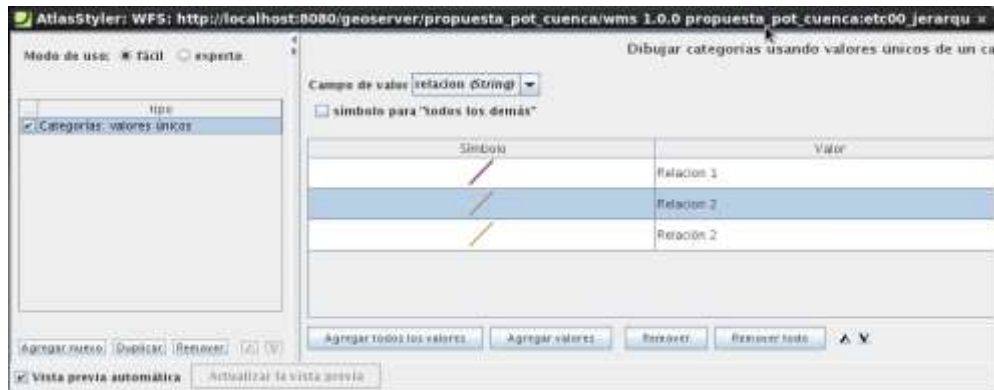 AtlasStyler: WFS: http://localhost:8080/geoserver/propuesta_pot_cuenca/wms 1.0.0 propuesta_pot_cuenca:etc00_jerarqu
Modo de uso: fácil experto
Dibujar categorías usando valores únicos de un ca
Campo de valor relacion (String)
símbolo para "todos los demás"
tipo
Categorías: valores únicos
Símbolo Valor
Relacion 1
Relacion 2
Relación 2
Agregar todos los valores Agregar valores Remover Remover todo
Agregar nuevo Duplicar Remover
Vista previa automática Actualizar la vista previa